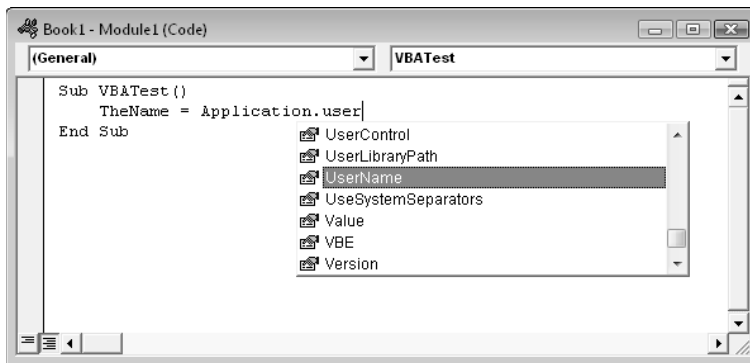 Book1 - Module1 (Code)
(General) VBATest
Sub VBATest()
TheName = Application.user
End Sub
UserControl
UserLibraryPath
UserName
UseSystemSeparators
Value
VBE
Version